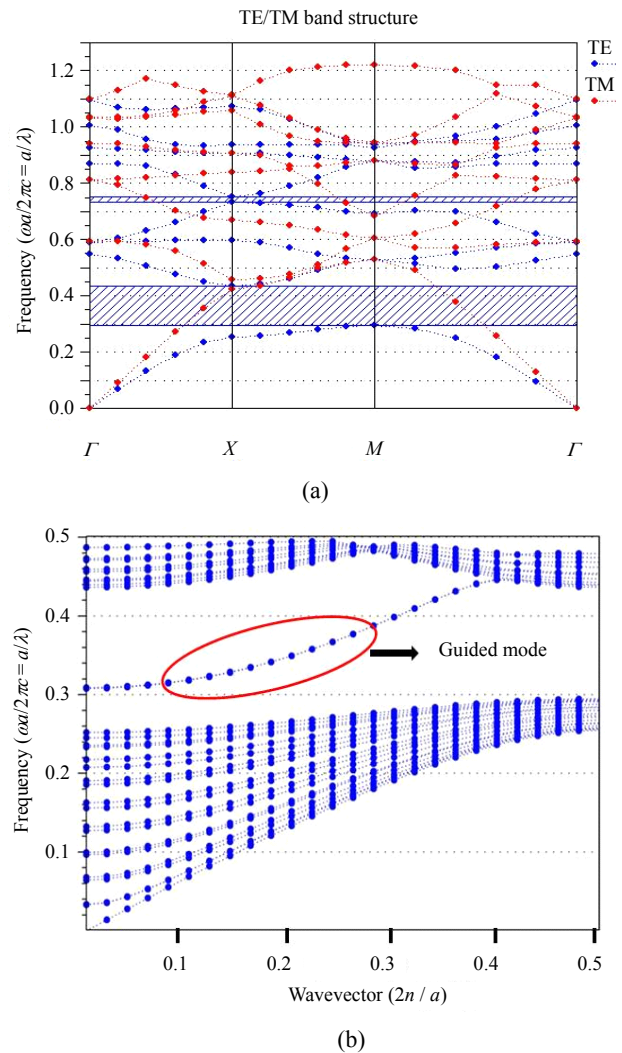 TE/TM band structure
TE
TM
Frequency (ωa/2πc = a/λ)
1.2
1.0
0.8
0.6
0.4
0.2
0.0
Γ
X
M
Γ
(a)
Frequency (ωa/2πc = a/λ)
0.5
0.4
0.3
0.2
0.1
Guided mode
0.1
0.2
0.3
0.4
0.5
Wavevector (2n / a)
(b)